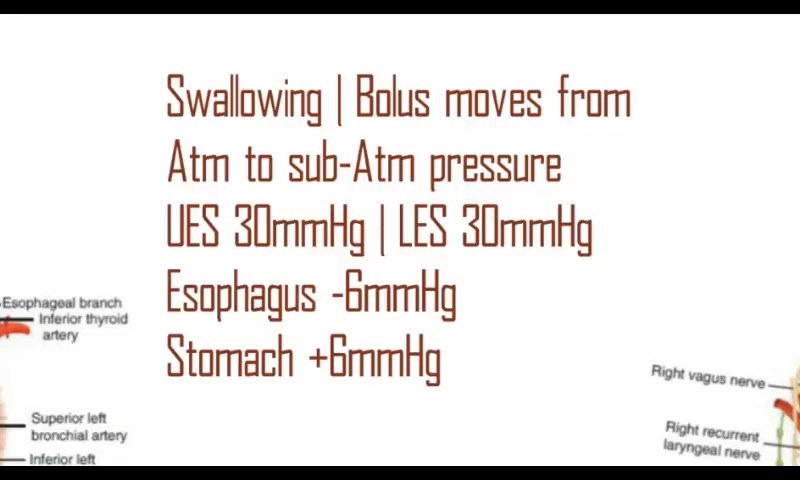 Swallowing | Bolus moves from
Atm to sub-Atm pressure
UES 30mmHg | LES 30mmHg
Esophagus -6mmHg
Stomach +6mmHg
Esophageal branch
Inferior thyroid
artery
Superior left
bronchial artery
Inferior left
Right vagus nerve
Right recurrent
laryngeal nerve